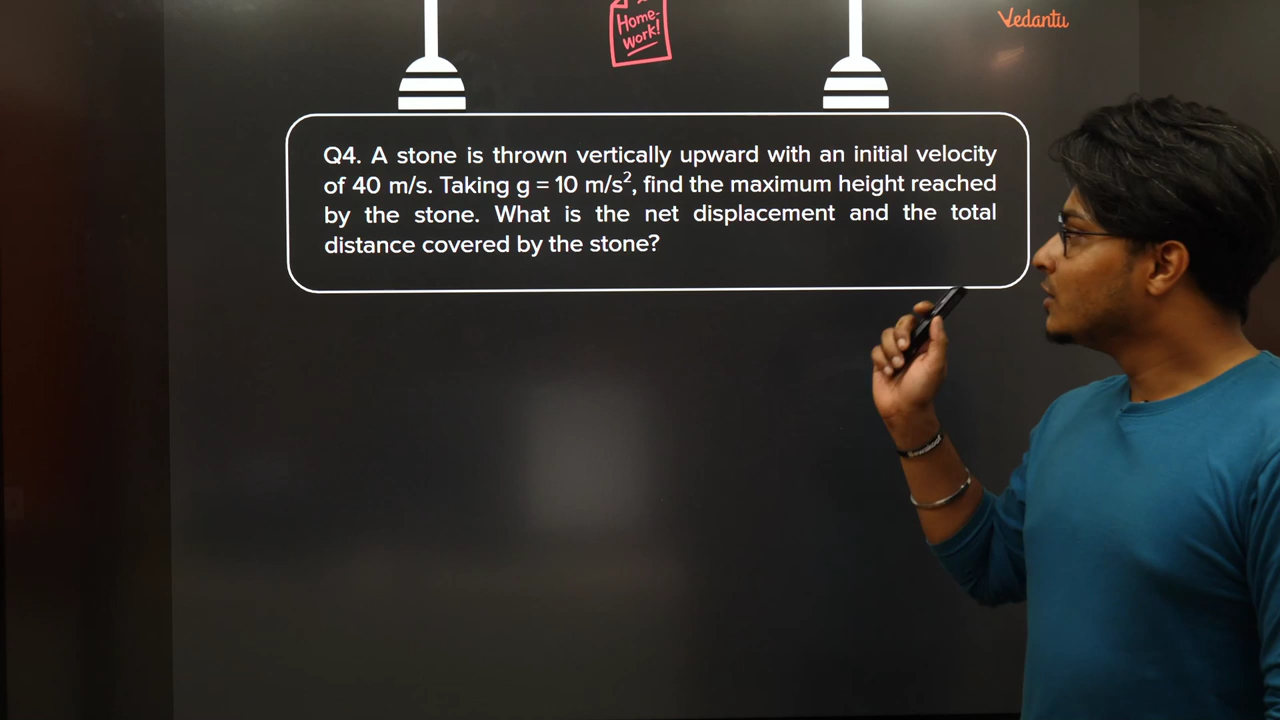 Home-
Work!
Vedantu
Q4. A stone is thrown vertically upward with an initial velocity
of 40 m/s. Taking g = 10 m/s², find the maximum height reached
by the stone. What is the net displacement and the total
distance covered by the stone?